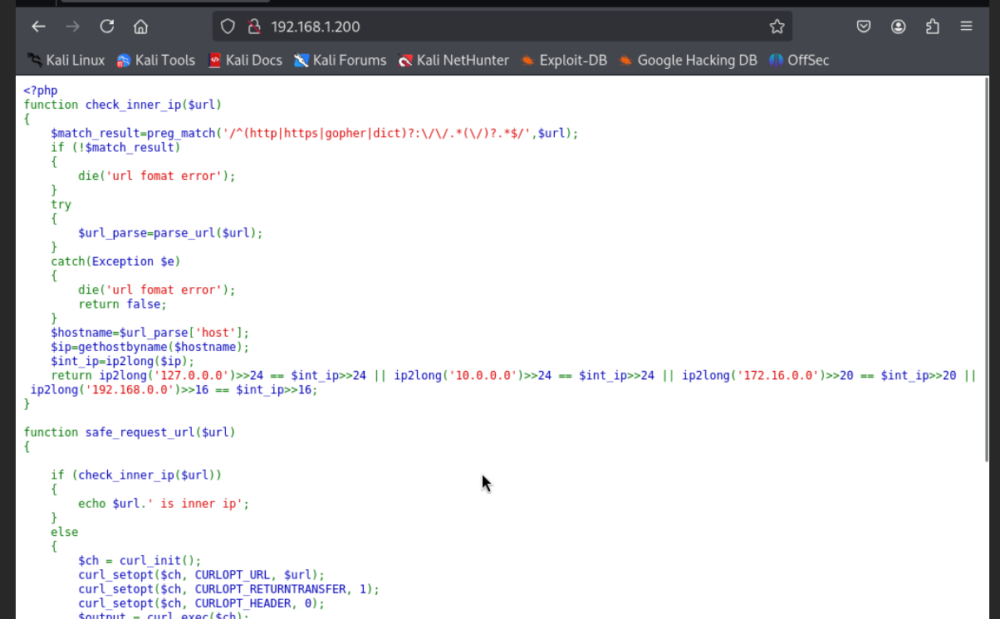 192.168.1.200
Kali Linux Kali Tools Kali Docs Kali Forums Kali NetHunter Exploit-DB Google Hacking DB OffSec
<?php
function check_inner_ip($url)
{
    $match_result=preg_match('/^(http|https|gopher|dict)?:\/\/.*(\/)?.*$/',$url);
    if (!$match_result)
    {
        die('url fomat error');
    }
    try
    {
        $url_parse=parse_url($url);
    }
    catch(Exception $e)
    {
        die('url fomat error');
        return false;
    }
    $hostname=$url_parse['host'];
    $ip=gethostbyname($hostname);
    $int_ip=ip2long($ip);
    return ip2long('127.0.0.0')>>24 == $int_ip>>24 || ip2long('10.0.0.0')>>24 == $int_ip>>24 || ip2long('172.16.0.0')>>20 == $int_ip>>20 ||
 ip2long('192.168.0.0')>>16 == $int_ip>>16;
}
function safe_request_url($url)
{
    if (check_inner_ip($url))
    {
        echo $url.' is inner ip';
    }
    else
    {
        $ch = curl_init();
        curl_setopt($ch, CURLOPT_URL, $url);
        curl_setopt($ch, CURLOPT_RETURNTRANSFER, 1);
        curl_setopt($ch, CURLOPT_HEADER, 0);
        $output = curl_exec($ch);